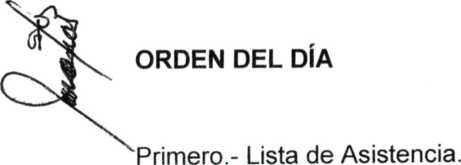 ORDEN DEL DÍA
Primero.- Lista de Asistencia.